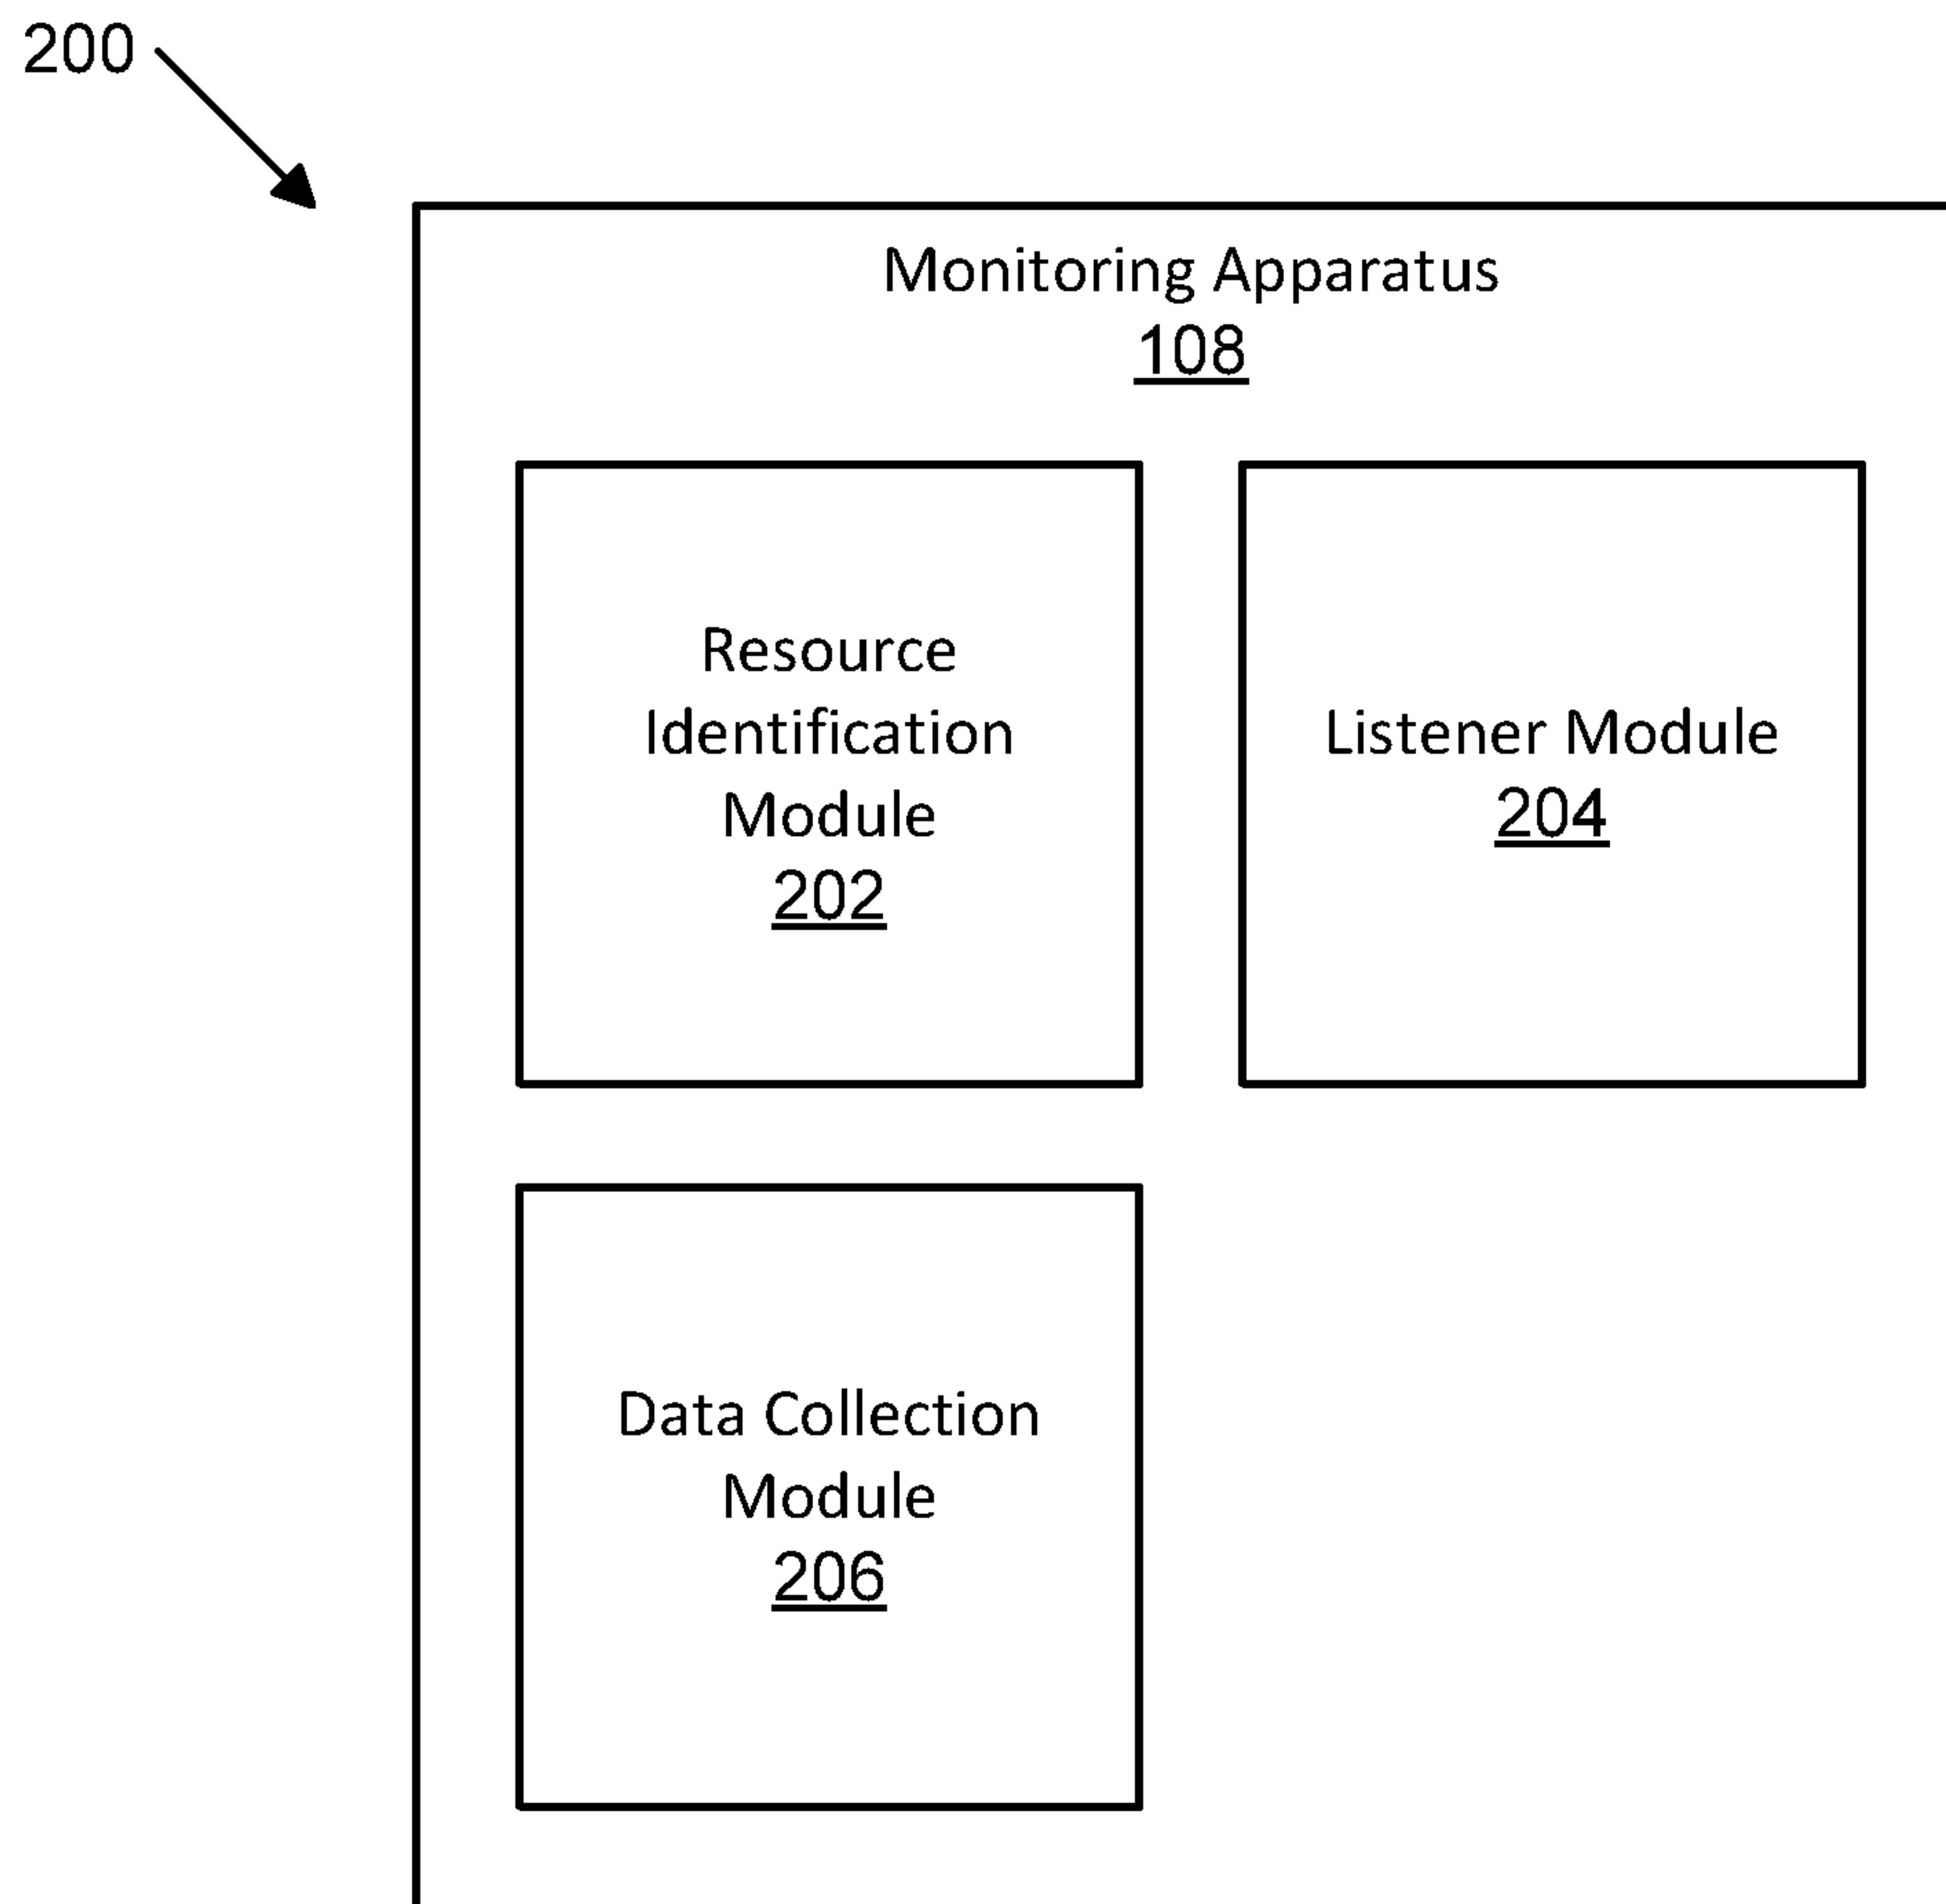 200
Monitoring Apparatus
108
Resource
Identification
Module
202
Listener Module
204
Data Collection
Module
206